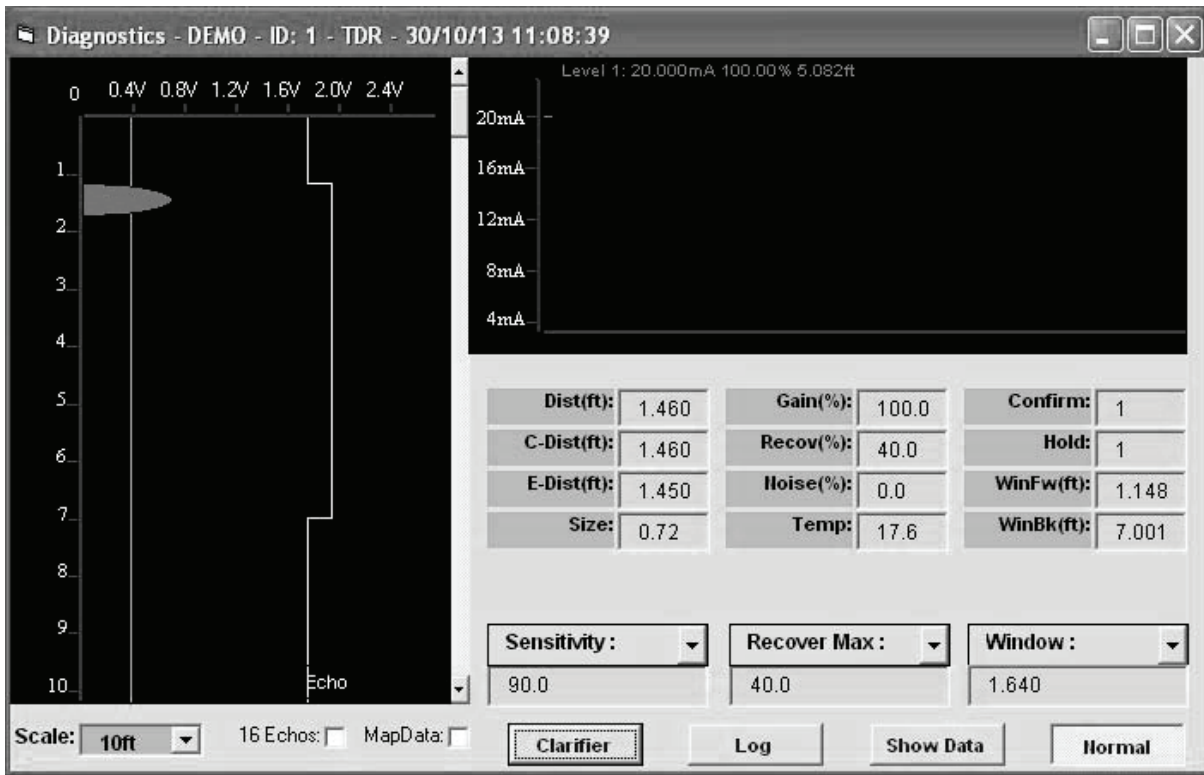 Diagnostics - DEMO - ID: 1 - TDR - 30/10/13 11:08:39
0 0.4V 0.8V 1.2V 1.6V 2.0V 2.4V
1
2
3
4
5
6
7
8
9
10
Echo
Level 1: 20.000mA 100.00% 5.082ft
20mA
16mA
12mA
8mA
4mA
Dist(ft): 1.460 Gain(%): 100.0 Confirm: 1
C-Dist(ft): 1.460 Recov(%): 40.0 Hold: 1
E-Dist(ft): 1.450 Noise(%): 0.0 WinFw(ft): 1.148
Size: 0.72 Temp: 17.6 WinBk(ft): 7.001
Sensitivity : Recover Max : Window :
90.0 40.0 1.640
Scale: 10ft 16 Echos: MapData: Clarifier Log Show Data Normal